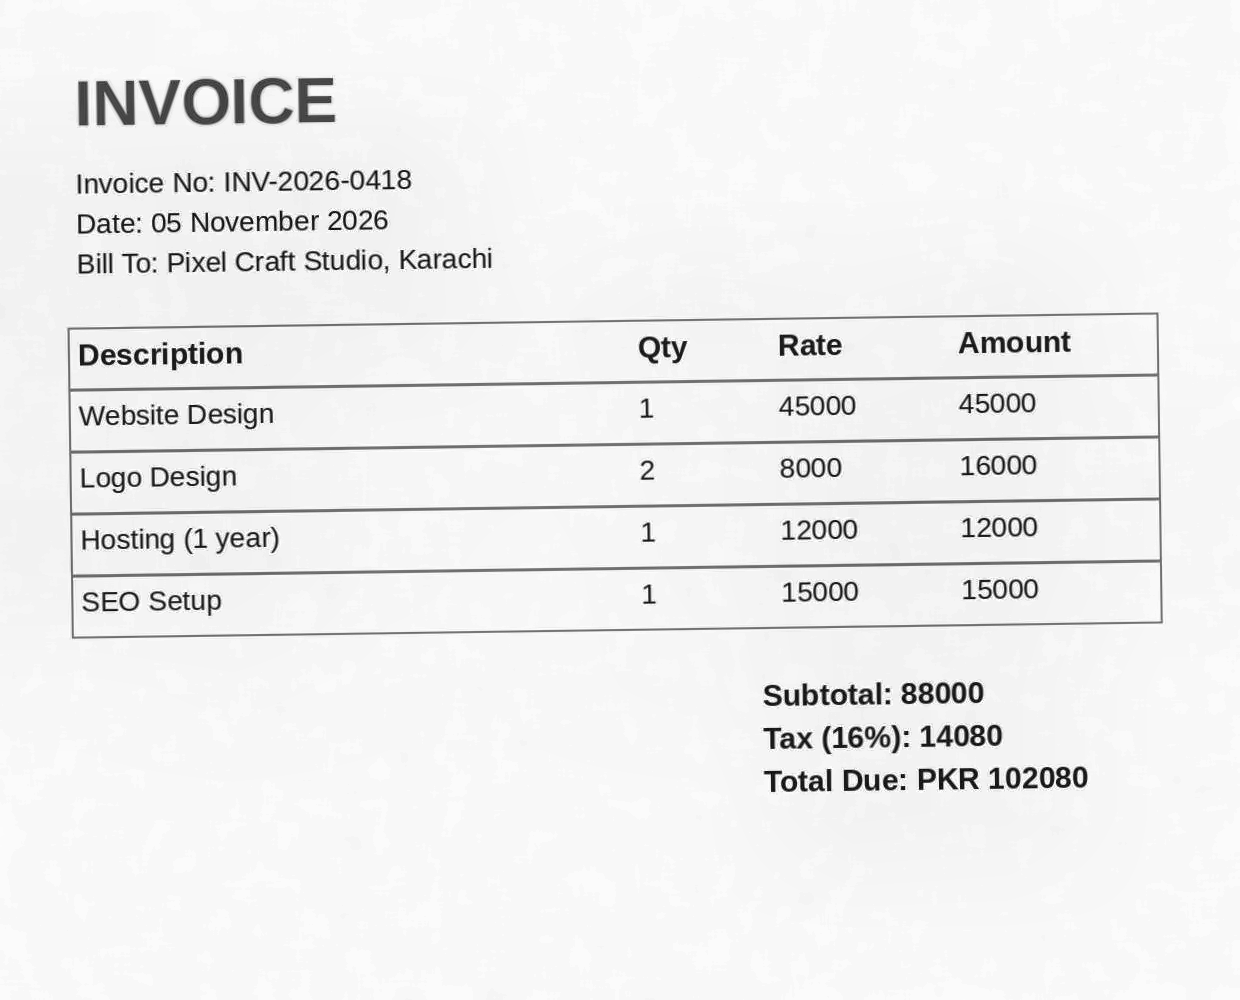 INVOICE
Invoice No: INV-2026-0418
Date: 05 November 2026
Bill To: Pixel Craft Studio, Karachi
Description Qty Rate Amount
Website Design 1 45000 45000
Logo Design 2 8000 16000
Hosting (1 year) 1 12000 12000
SEO Setup 1 15000 15000
Subtotal: 88000
Tax (16%): 14080
Total Due: PKR 102080